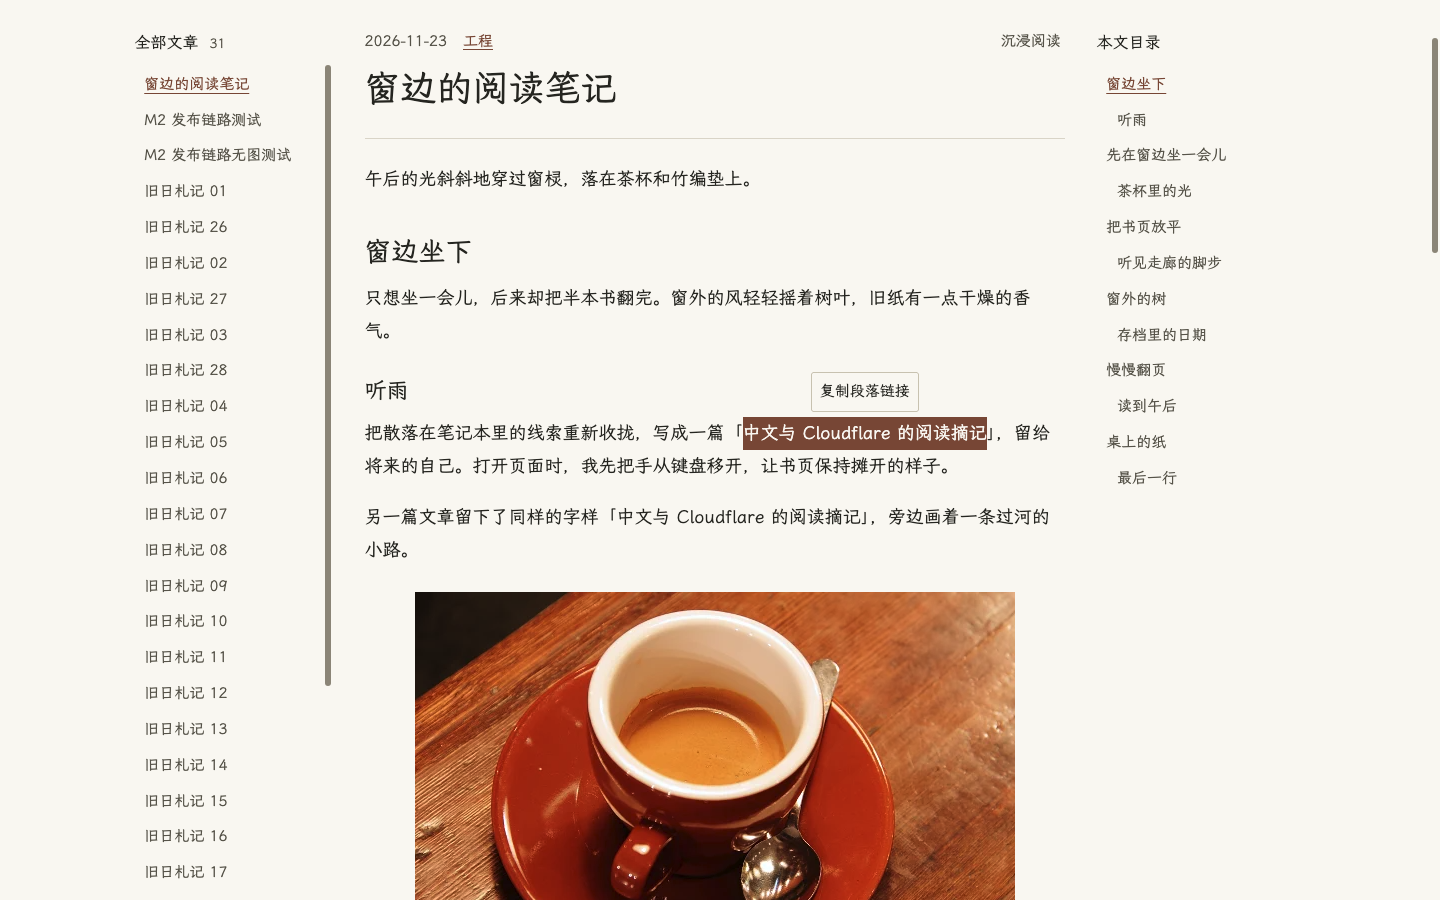 全部文章 31
窗边的阅读笔记
M2 发布链路测试
M2 发布链路无图测试
旧日札记 01
旧日札记 26
旧日札记 02
旧日札记 27
旧日札记 03
旧日札记 28
旧日札记 04
旧日札记 05
旧日札记 06
旧日札记 07
旧日札记 08
旧日札记 09
旧日札记 10
旧日札记 11
旧日札记 12
旧日札记 13
旧日札记 14
旧日札记 15
旧日札记 16
旧日札记 17
2026-11-23 工程 沉浸阅读
窗边的阅读笔记
午后的光斜斜地穿过窗棂，落在茶杯和竹编垫上。
窗边坐下
只想坐一会儿，后来却把半本书翻完。窗外的风轻轻摇着树叶，旧纸有一点干燥的香
气。
听雨
复制段落链接
把散落在笔记本里的线索重新收拢，写成一篇「中文与 Cloudflare 的阅读摘记」，留给
将来的自己。打开页面时，我先把手从键盘移开，让书页保持摊开的样子。
另一篇文章留下了同样的字样「中文与 Cloudflare 的阅读摘记」，旁边画着一条过河的
小路。
本文目录
窗边坐下
听雨
先在窗边坐一会儿
茶杯里的光
把书页放平
听见走廊的脚步
窗外的树
存档里的日期
慢慢翻页
读到午后
桌上的纸
最后一行